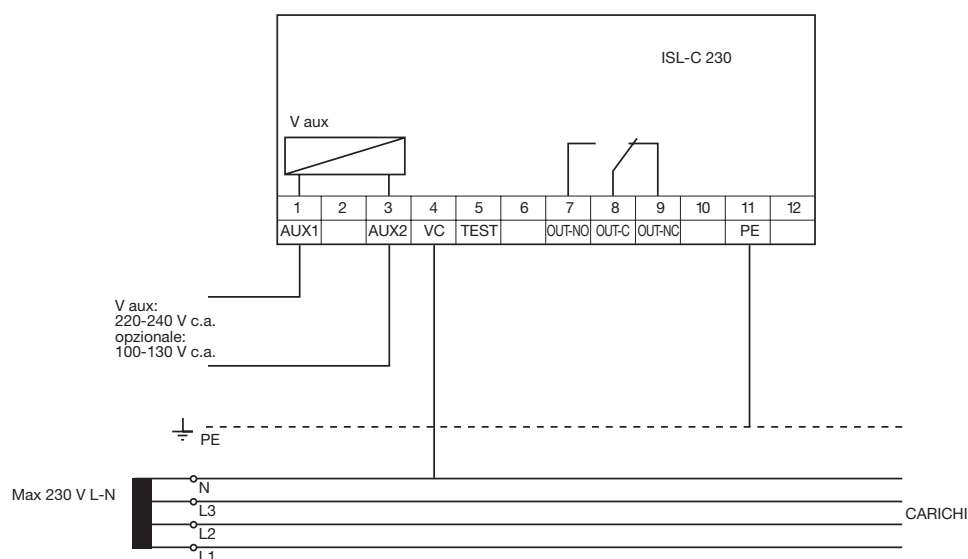 ISL-C 230
V aux
1 2 3 4 5 6 7 8 9 10 11 12
AUX1 AUX2 VC TEST OUT-NO OUT-C OUT-NC PE
V aux:
220-240 V c.a.
opzionale:
100-130 V c.a.
PE
Max 230 V L-N
N
L3
CARICHI
L2
L1